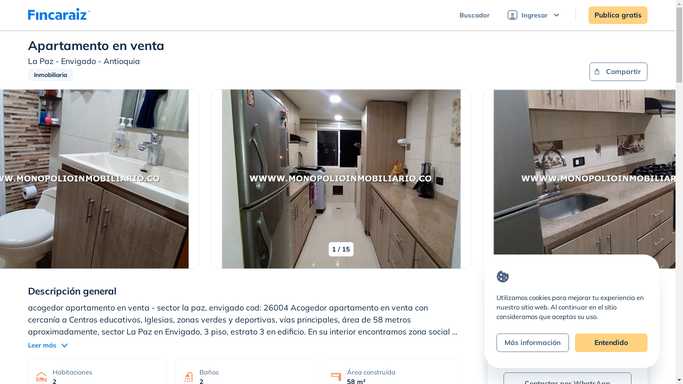 Fincaraiz
Buscador
Ingresar
Publica gratis
Apartamento en venta
La Paz - Envigado - Antioquia
Inmobiliaria
Compartir
WWW.MONOPOLIOINMOBILIARIO.CO
WWW.MONOPOLIOINMOBILIARIO.CO
WWW.MONOPOLIOINMOBILIAR
1 / 15
Descripción general
acogedor apartamento en venta - sector la paz, envigado cod: 26004 Acogedor apartamento en venta con
cercanía a Centros educativos, Iglesias, zonas verdes y deportivas, vías principales, área de 58 metros
aproximadamente, sector La Paz en Envigado, 3 piso, estrato 3 en edificio. En su interior encontramos zona social ...
Leer más
Habitaciones
2
Baños
2
Área construida
58 m²
Utilizamos cookies para mejorar tu experiencia en
nuestro sitio web. Al continuar en el sitio
consideramos que aceptas su uso.
Más información
Entendido
Contactar por WhatsApp